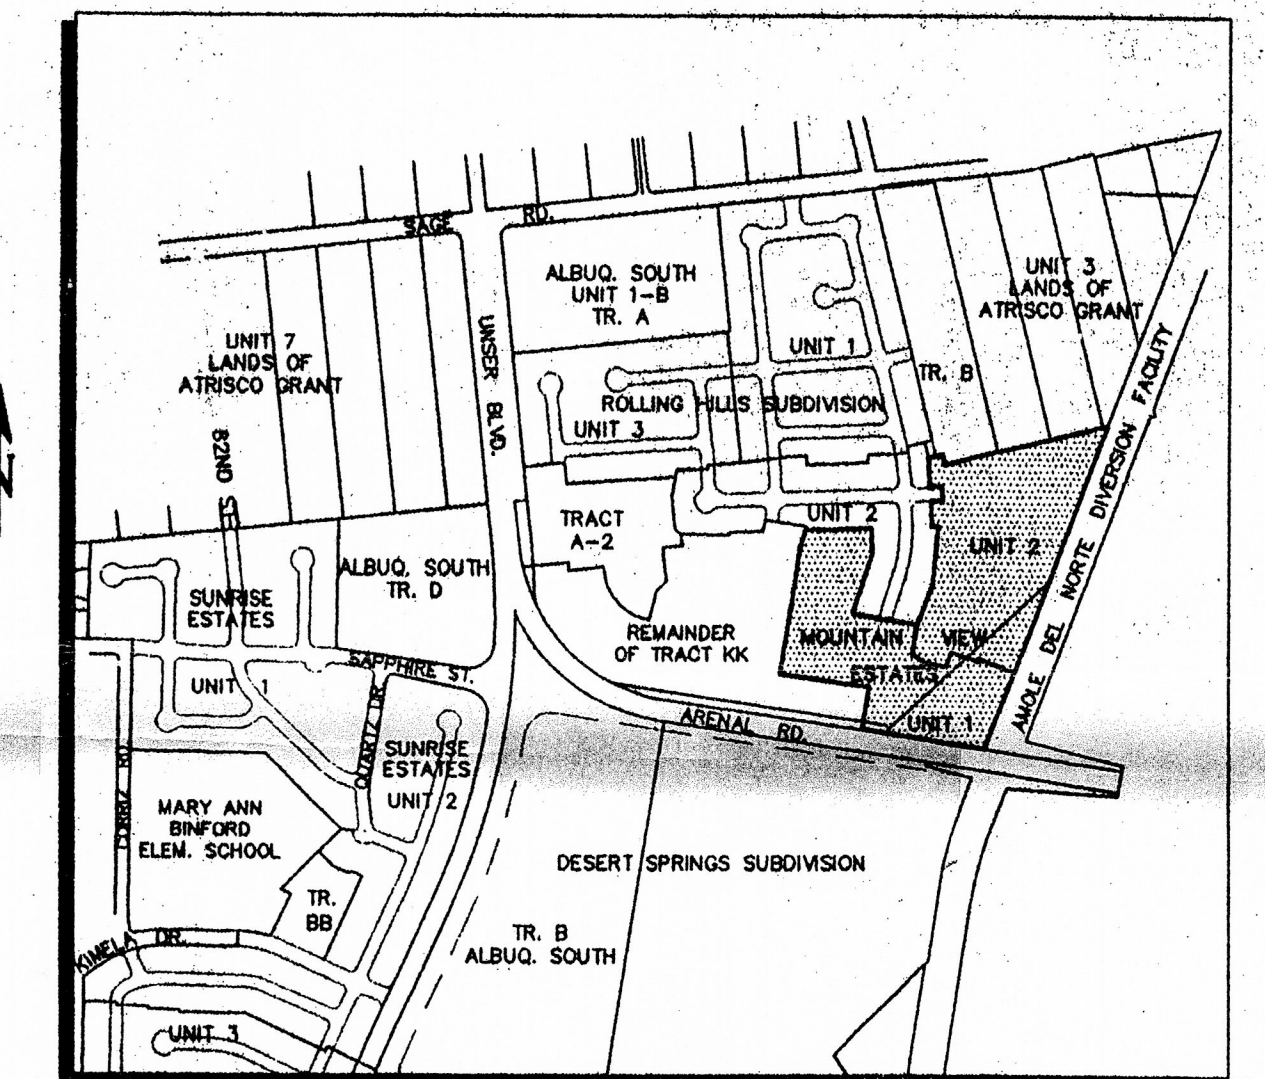 SAGE RD.
ALBUQ. SOUTH
UNIT 1-B
TR. A
UNIT 3
LANDS OF
ATRISCO GRANT
UNIT 7
LANDS OF
ATRISCO GRANT
UNSER BLVD.
UNIT 1
TR. B
ROLLING HILLS SUBDIVISION
UNIT 3
82ND ST.
AMOLE DEL NORTE DIVERSION FACILITY
TRACT
A-2
UNIT 2
UNIT 2
ALBUQ. SOUTH
TR. D
SUNRISE
ESTATES
UNIT 1
REMAINDER
OF TRACT KK
MOUNTAIN VIEW
ESTATES
UNIT 1
SAPPHIRE ST.
QUARTZ DR.
ARENAL RD.
SUNRISE
ESTATES
UNIT 2
CORRIZ RD.
MARY ANN
BINFORD
ELEM. SCHOOL
DESERT SPRINGS SUBDIVISION
TR.
BB
TR. B
ALBUQ. SOUTH
KIMELA DR.
UNIT 3